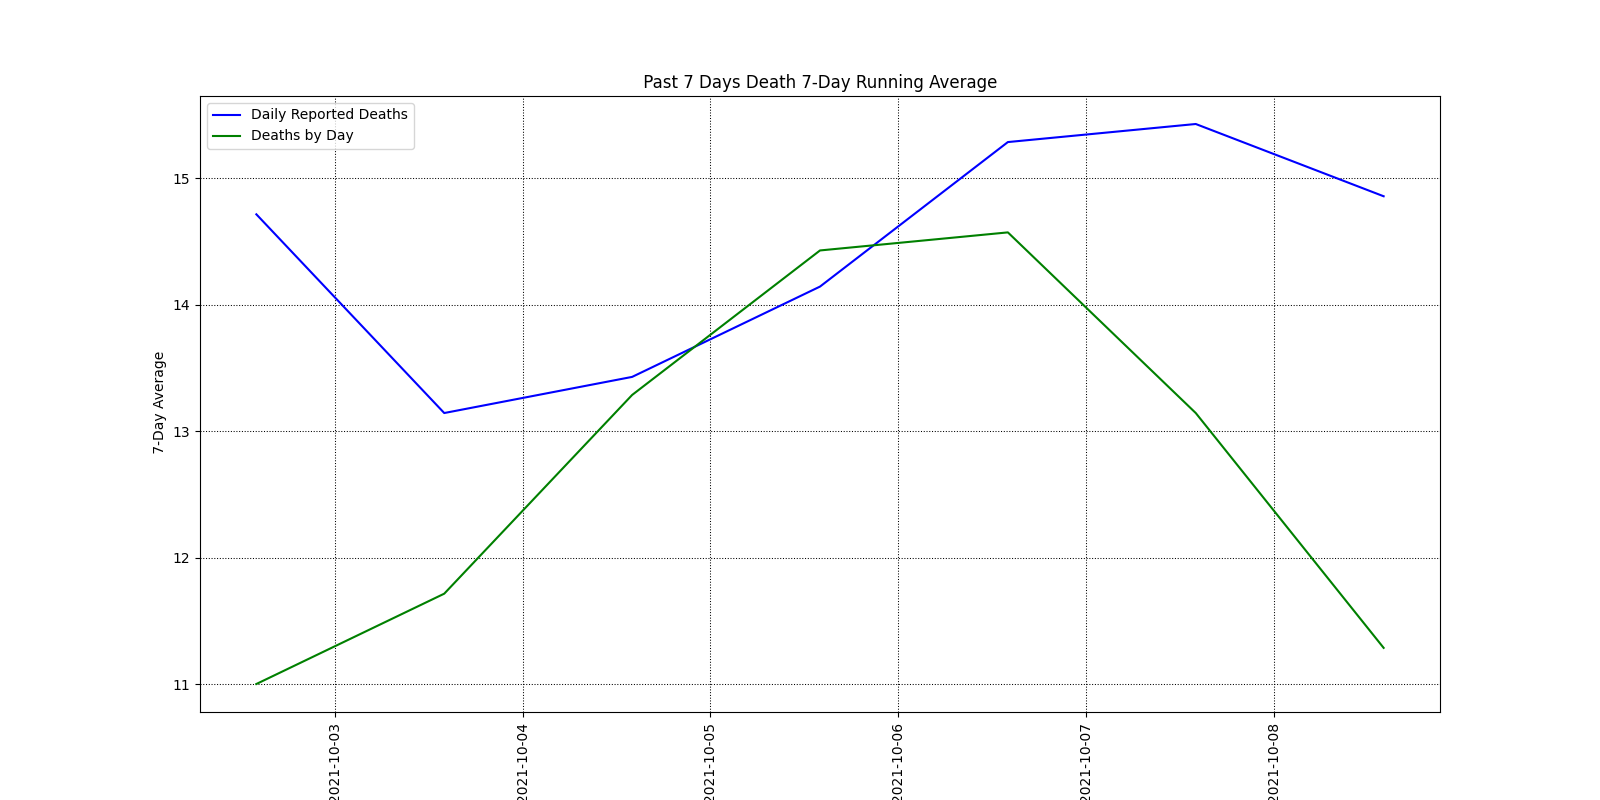 Past 7 Days Death 7-Day Running Average
Daily Reported Deaths
Deaths by Day
7-Day Average
15
14
13
12
11
2021-10-03
2021-10-04
2021-10-05
2021-10-06
2021-10-07
2021-10-08